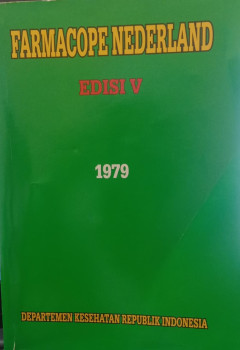 FARMACOPE NEDERLAND
EDISI V
1979
DEPARTEMEN KESEHATAN REPUBLIK INDONESIA